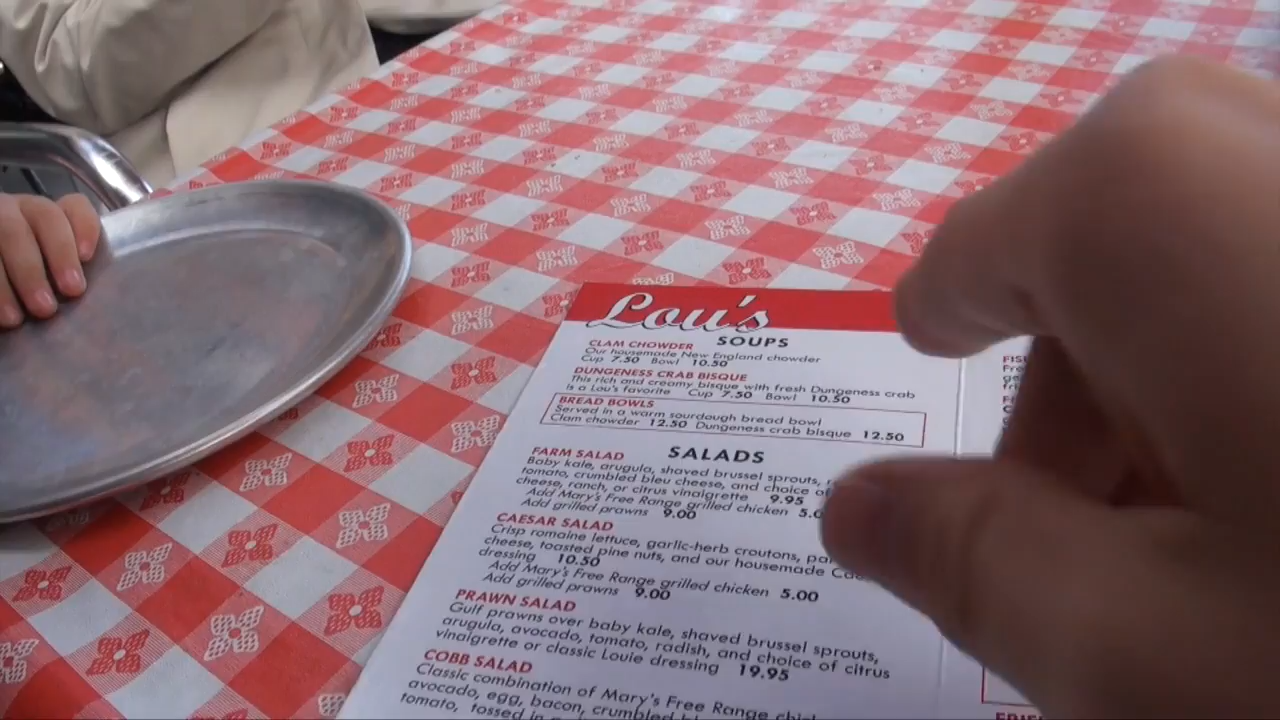 Lou's
SOUPS
CLAM CHOWDER
Our housemade New England chowder
Cup 7.50 Bowl 10.50
DUNGENESS CRAB BISQUE
This rich and creamy bisque with fresh Dungeness crab
is a Lou's favorite Cup 7.50 Bowl 10.50
BREAD BOWLS
Served in a warm sourdough bread bowl
Clam chowder 12.50 Dungeness crab bisque 12.50
SALADS
FARM SALAD
Baby kale, arugula, shaved brussel sprouts,
tomato, crumbled bleu cheese, and choice of
cheese, ranch, or citrus vinaigrette 9.95
Add Mary's Free Range grilled chicken 5.0
Add grilled prawns 9.00
CAESAR SALAD
Crisp romaine lettuce, garlic-herb croutons,
cheese, toasted pine nuts, and our housemade
dressing 10.50
Add Mary's Free Range grilled chicken 5.00
Add grilled prawns 9.00
PRAWN SALAD
Gulf prawns over baby kale, shaved brussel sprouts,
arugula, avocado, tomato, radish, and choice of citrus
vinaigrette or classic Louie dressing 19.95
COBB SALAD
Classic combination of Mary's Free Range
avocado, egg, bacon, crumbled
tomato, tossed in